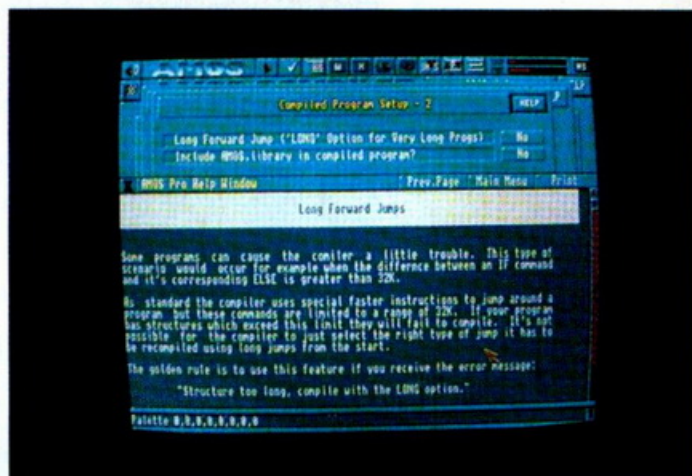 AMOS
Compiled Program Setup - 2
HELP
Long Forward Jump ('LONG' Option for Very Long Progs) No
Include AMOS.library in compiled program? No
AMOS Pro Help Window Prev.Page Main Menu Print
Long Forward Jumps
Some programs can cause the comiler a little trouble. This type of
scenario would occur for example when the differnce between an IF command
and it's corresponding ELSE is greater than 32K.
As standard the compiler uses special faster instructions to jump around a
program but these commands are limited to a range of 32K. If your program
has structures which exceed this limit they will fail to compile. It's not
possible for the compiler to just select the right type of jump it has to
be recompiled using long jumps from the start.
The golden rule is to use this feature if you receive the error message:
"Structure too long, compile with the LONG option."
Palette 0,0,0,0,0,0,0,0